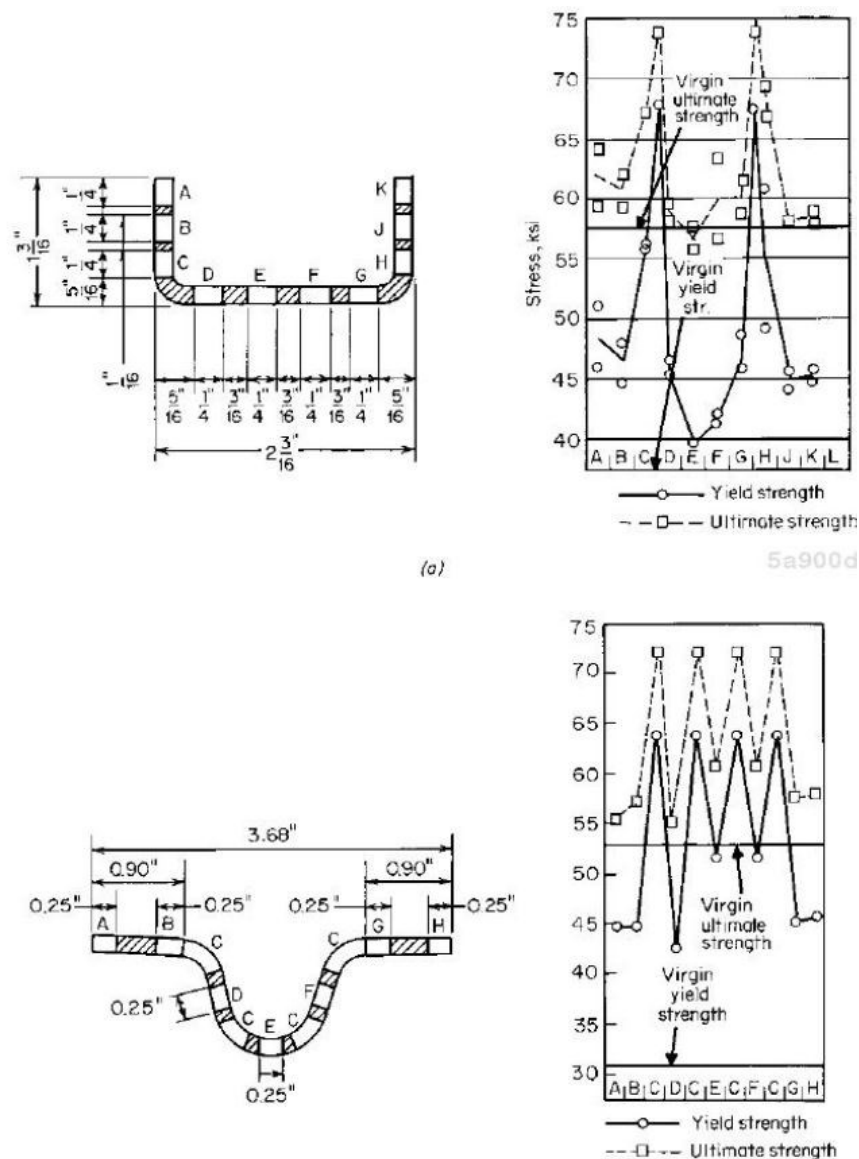 75
70
65
60
55
50
45
40
Stress, ksi
Virgin
ultimate
strength
Virgin
yield
str.
A B C D E F G H J K L
Yield strength
Ultimate strength
A
B
C
D
E
F
G
H
J
K
1"
4
1"
4
1"
4
5"
16
1 3"
16
1"
16
5"
16
1"
4
3"
16
1"
4
3"
16
1"
4
3"
16
1"
4
5"
16
2 3"
16
(a)
5a900d
75
70
65
60
55
50
45
40
35
30
Virgin
ultimate
strength
Virgin
yield
strength
A B C D C E C F C G H
Yield strength
Ultimate strength
3.68"
0.90"
0.90"
0.25"
0.25"
0.25"
0.25"
A
B
C
C
G
H
D
F
0.25"
C
E
C
0.25"